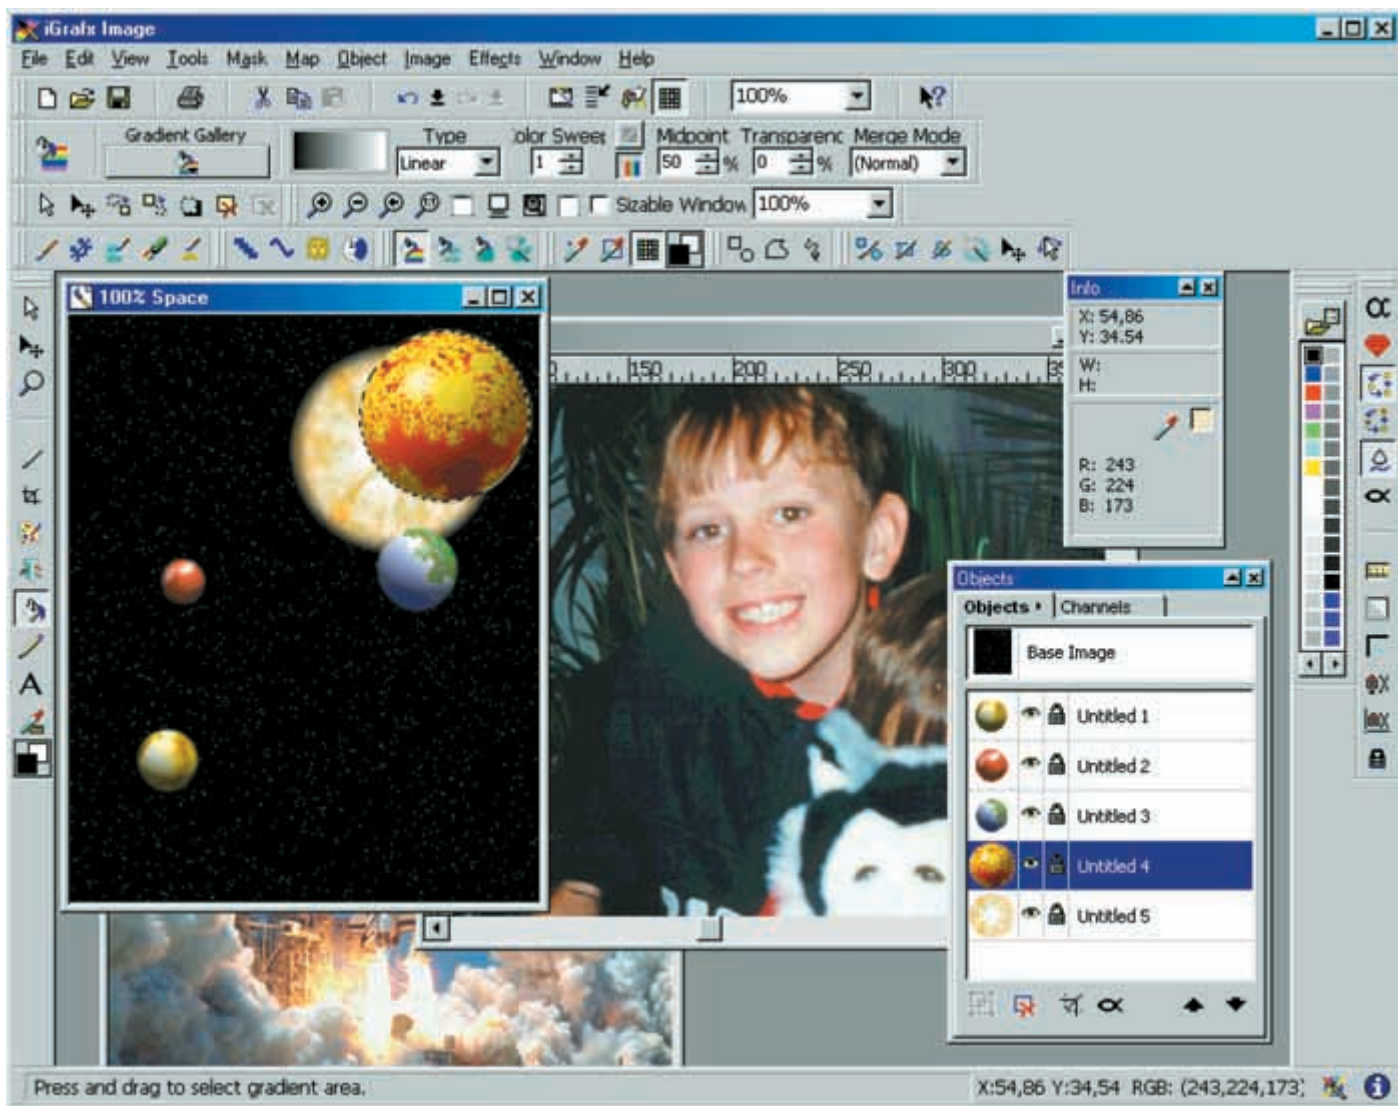 iGrafx Image
File Edit View Tools Mask Map Object Image Effects Window Help
100%
Gradient Gallery Type olor Sweep Midpoint Transparenc Merge Mode
Linear 1 50 % 0 % (Normal)
Sizable Window 100%
100% Space
150 200 250 300
Info
X: 54,86
Y: 34.54
W:
H:
R: 243
G: 224
B: 173
Objects
Objects Channels
Base Image
Untitled 1
Untitled 2
Untitled 3
Untitled 4
Untitled 5
A
Press and drag to select gradient area.
X:54,86 Y:34,54 RGB: (243,224,173)